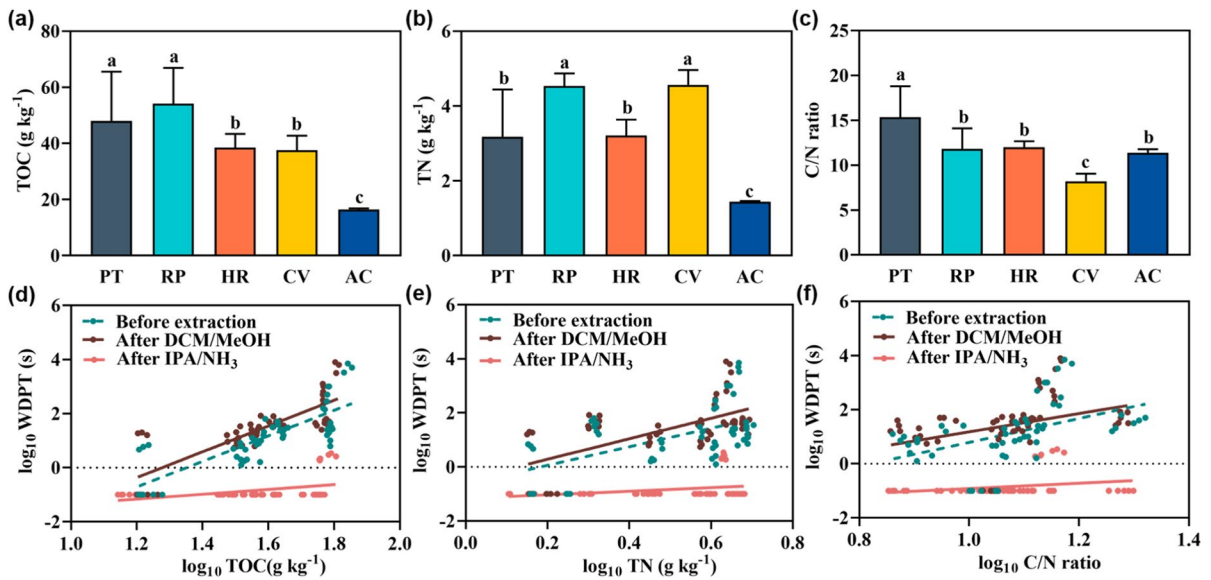 (a)
TOC (g kg⁻¹)
80
60
40
20
0
a
a
b
b
c
PT RP HR CV AC
(b)
TN (g kg⁻¹)
6
4
2
0
b
a
b
a
c
PT RP HR CV AC
(c)
C/N ratio
25
20
15
10
5
0
a
b
b
c
b
PT RP HR CV AC
(d)
log₁₀ WDPT (s)
6
4
2
0
-2
Before extraction
After DCM/MeOH
After IPA/NH₃
1.0 1.2 1.4 1.6 1.8 2.0
log₁₀ TOC(g kg⁻¹)
(e)
log₁₀ WDPT (s)
6
4
2
0
-2
Before extraction
After DCM/MeOH
After IPA/NH₃
0.0 0.2 0.4 0.6 0.8
log₁₀ TN (g kg⁻¹)
(f)
log₁₀ WDPT (s)
6
4
2
0
-2
Before extraction
After DCM/MeOH
After IPA/NH₃
0.8 1.0 1.2 1.4
log₁₀ C/N ratio